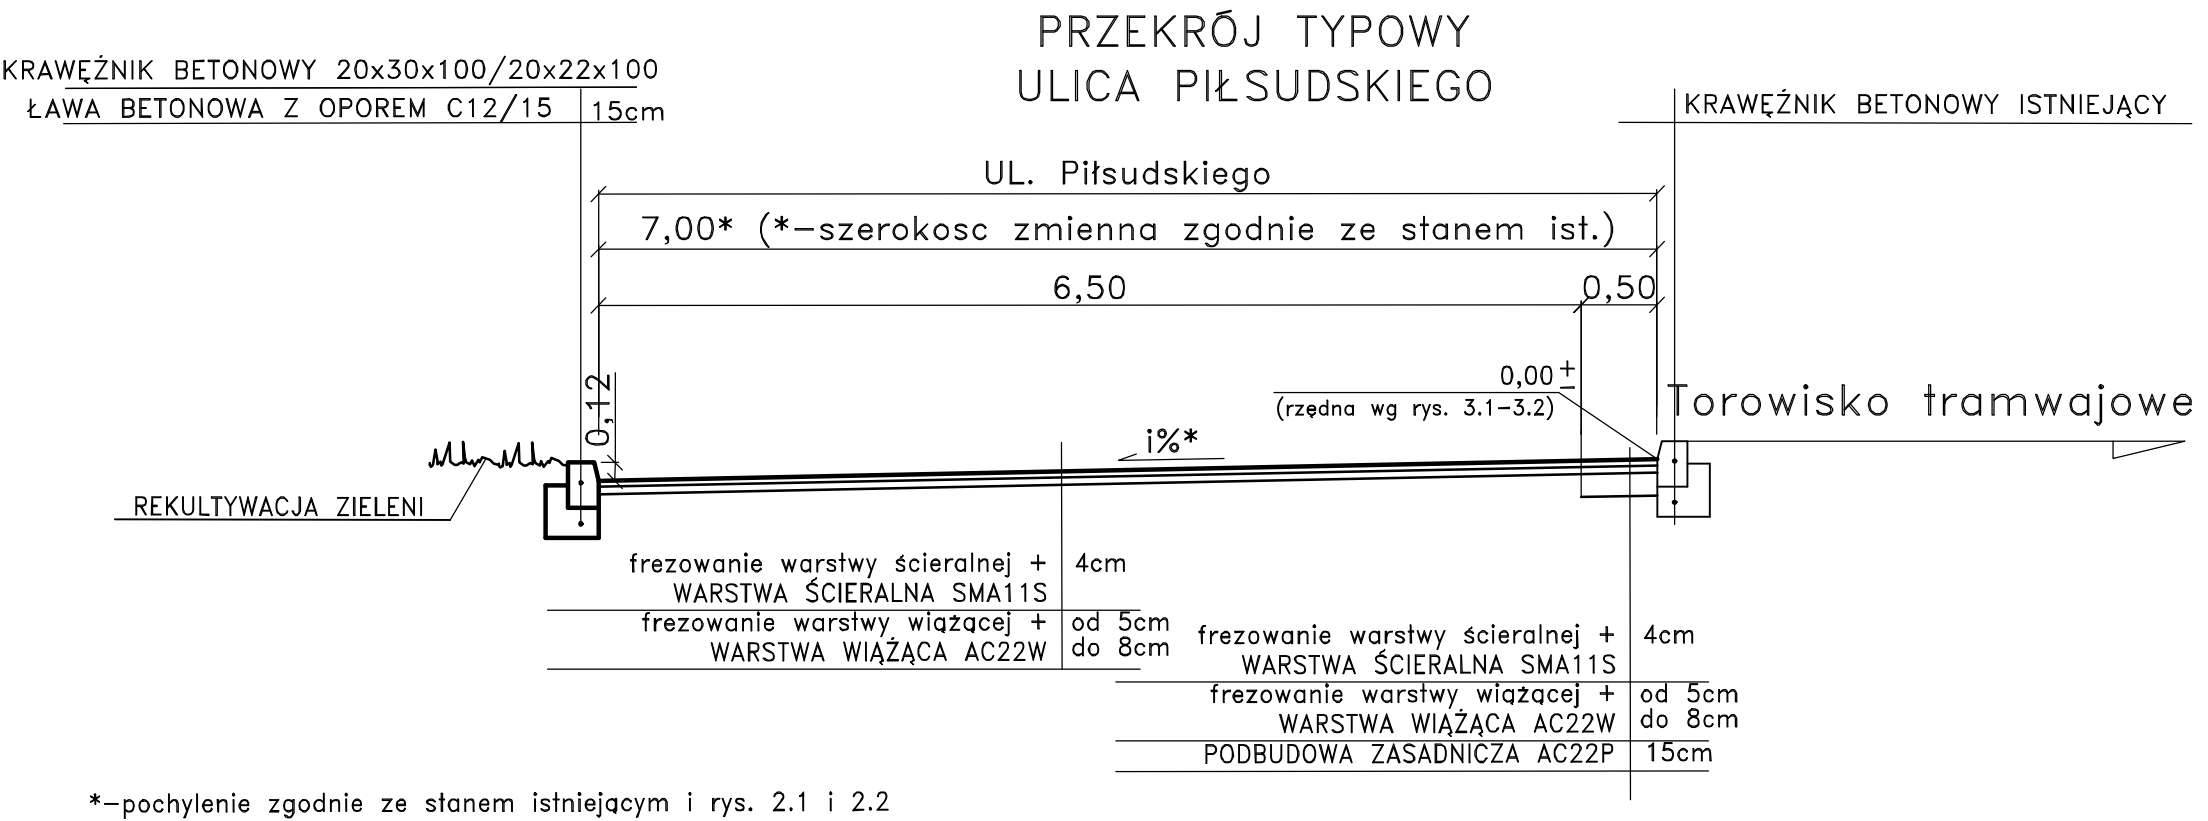 PRZEKRÓJ TYPOWY
ULICA PIŁSUDSKIEGO
KRAWĘŹNIK BETONOWY 20x30x100/20x22x100
ŁAWA BETONOWA Z OPOREM C12/15 15cm
KRAWĘŹNIK BETONOWY ISTNIEJĄCY
UL. Piłsudskiego
7,00* (*-szerokosc zmienna zgodnie ze stanem ist.)
6,50 0,50
0,12
0,00 ±
(rzędna wg rys. 3.1-3.2)
Torowisko tramwajowe
i%*
REKULTYWACJA ZIELENI
frezowanie warstwy ścieralnej + 4cm
WARSTWA ŚCIERALNA SMA11S
frezowanie warstwy wiążącej + od 5cm
WARSTWA WIĄŹĄCA AC22W do 8cm
frezowanie warstwy ścieralnej + 4cm
WARSTWA ŚCIERALNA SMA11S
frezowanie warstwy wiążącej + od 5cm
WARSTWA WIĄŹĄCA AC22W do 8cm
PODBUDOWA ZASADNICZA AC22P 15cm
*-pochylenie zgodnie ze stanem istniejącym i rys. 2.1 i 2.2